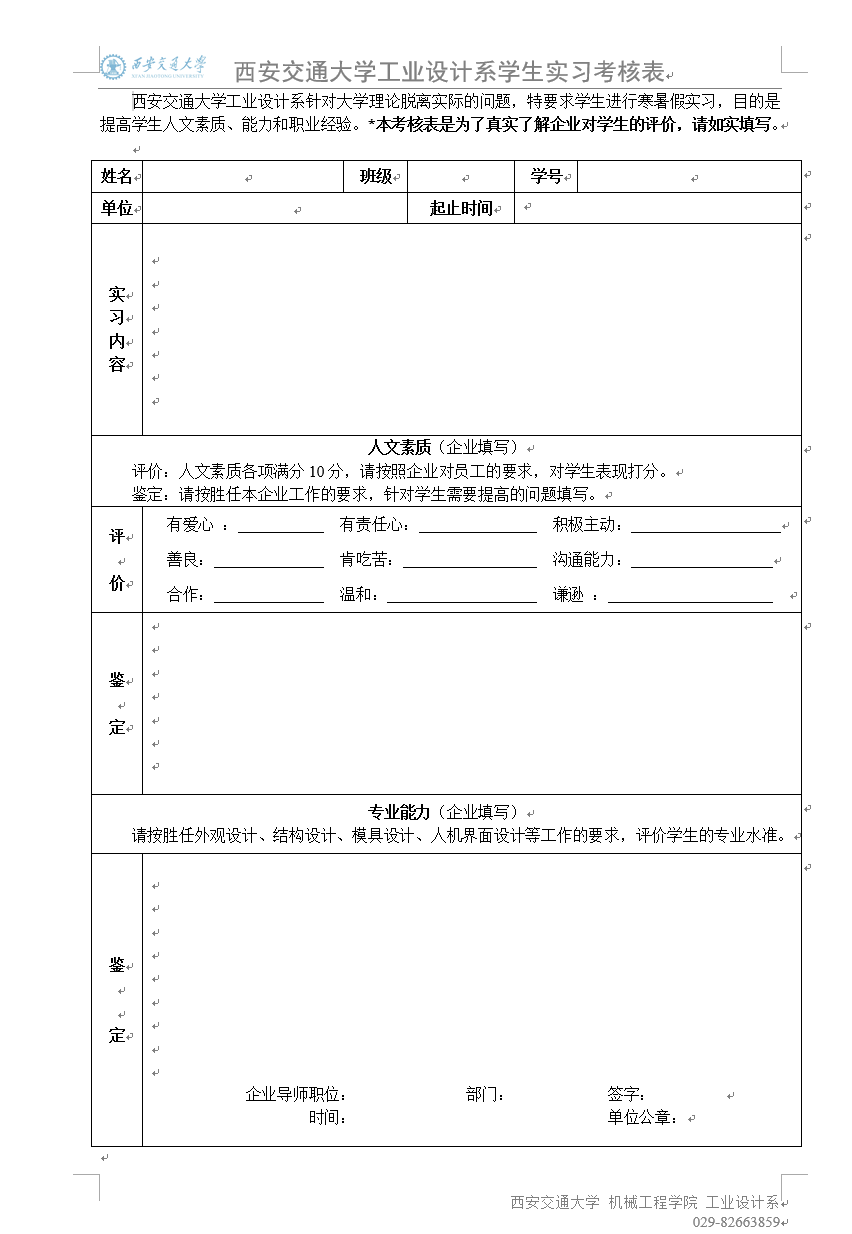 西安交通大学
西安交通大学工业设计系学生实习考核表
西安交通大学工业设计系针对大学理论脱离实际的问题，特要求学生进行寒暑假实习，目的是
提高学生人文素质、能力和职业经验。*本考核表是为了真实了解企业对学生的评价，请如实填写。
姓名 班级 学号
单位 起止时间
实
习
内
容
人文素质（企业填写）
评价：人文素质各项满分 10 分，请按照企业对员工的要求，对学生表现打分。
鉴定：请按胜任本企业工作的要求，针对学生需要提高的问题填写。
评
价
有爱心 ：__________ 有责任心：______________ 积极主动：__________________
善良：_____________ 肯吃苦：________________ 沟通能力：_________________
合作：_____________ 温和：__________________ 谦逊 ：____________________
鉴
定
专业能力（企业填写）
请按胜任外观设计、结构设计、模具设计、人机界面设计等工作的要求，评价学生的专业水准。
鉴
定
企业导师职位： 部门： 签字：
时间： 单位公章：
西安交通大学 机械工程学院 工业设计系
029-82663859